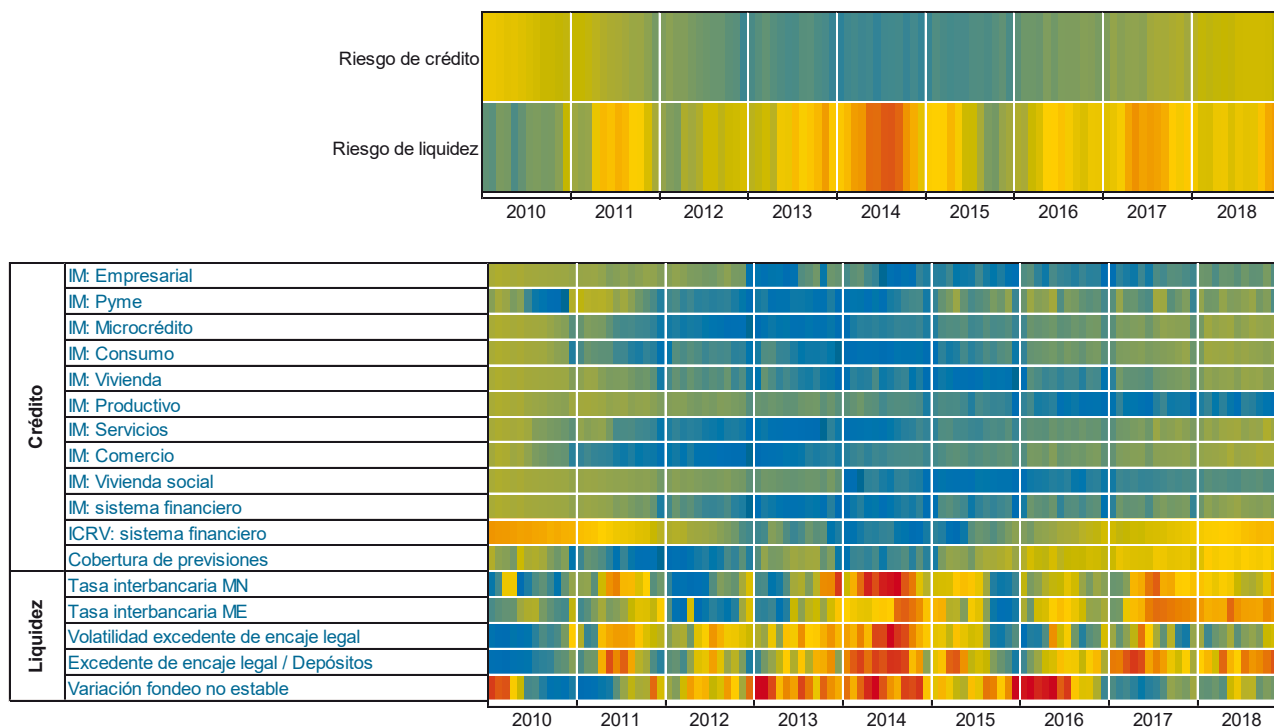 Riesgo de crédito
Riesgo de liquidez
2010 2011 2012 2013 2014 2015 2016 2017 2018
Crédito
IM: Empresarial
IM: Pyme
IM: Microcrédito
IM: Consumo
IM: Vivienda
IM: Productivo
IM: Servicios
IM: Comercio
IM: Vivienda social
IM: sistema financiero
ICRV: sistema financiero
Cobertura de previsiones
Liquidez
Tasa interbancaria MN
Tasa interbancaria ME
Volatilidad excedente de encaje legal
Excedente de encaje legal / Depósitos
Variación fondeo no estable
2010 2011 2012 2013 2014 2015 2016 2017 2018